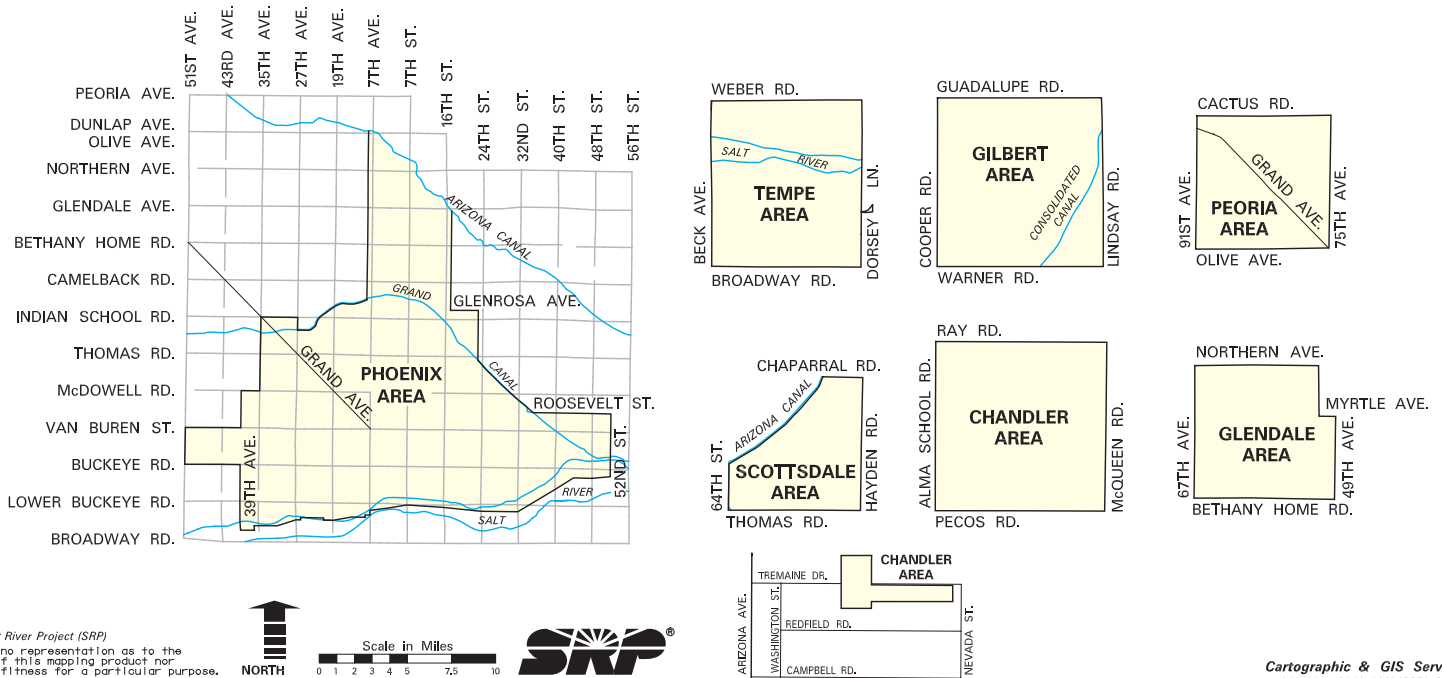 51ST AVE.
43RD AVE.
35TH AVE.
27TH AVE.
19TH AVE.
7TH AVE.
7TH ST.
16TH ST.
24TH ST.
32ND ST.
40TH ST.
48TH ST.
56TH ST.
PEORIA AVE.
DUNLAP AVE.
OLIVE AVE.
NORTHERN AVE.
GLENDALE AVE.
BETHANY HOME RD.
CAMELBACK RD.
INDIAN SCHOOL RD.
THOMAS RD.
McDOWELL RD.
VAN BUREN ST.
BUCKEYE RD.
LOWER BUCKEYE RD.
BROADWAY RD.
ARIZONA CANAL
GRAND
CANAL
GLENROSA AVE.
GRAND AVE.
PHOENIX
AREA
ROOSEVELT ST.
39TH AVE.
52ND ST.
SALT
RIVER
WEBER RD.
SALT
RIVER
TEMPE
AREA
BECK AVE.
DORSEY LN.
BROADWAY RD.
GUADALUPE RD.
GILBERT
AREA
COOPER RD.
CONSOLIDATED
CANAL
LINDSAY RD.
WARNER RD.
CACTUS RD.
GRAND AVE.
PEORIA
AREA
91ST AVE.
75TH AVE.
OLIVE AVE.
CHAPARRAL RD.
ARIZONA CANAL
64TH ST.
SCOTTSDALE
AREA
HAYDEN RD.
THOMAS RD.
RAY RD.
ALMA SCHOOL RD.
CHANDLER
AREA
McQUEEN RD.
PECOS RD.
NORTHERN AVE.
MYRTLE AVE.
67TH AVE.
GLENDALE
AREA
49TH AVE.
BETHANY HOME RD.
CHANDLER
AREA
TREMAINE DR.
ARIZONA AVE.
WASHINGTON ST.
REDFIELD RD.
NEVADA ST.
CAMPBELL RD.
River Project (SRP)
no representation as to the
f this mapping product nor
fitness for a particular purpose.
NORTH
Scale in Miles
0 1 2 3 4 5 7.5 10
SRP®
Cartographic & GIS Serv